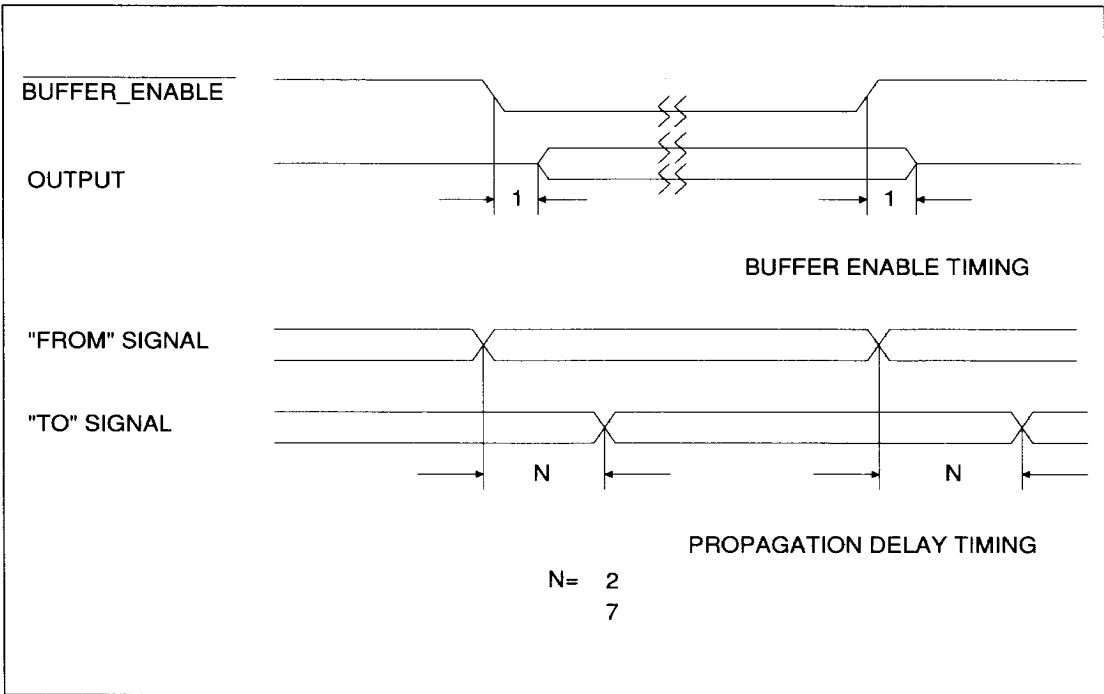 BUFFER_ENABLE
OUTPUT
1 1
BUFFER ENABLE TIMING
"FROM" SIGNAL
"TO" SIGNAL
N N
PROPAGATION DELAY TIMING
N= 2
7